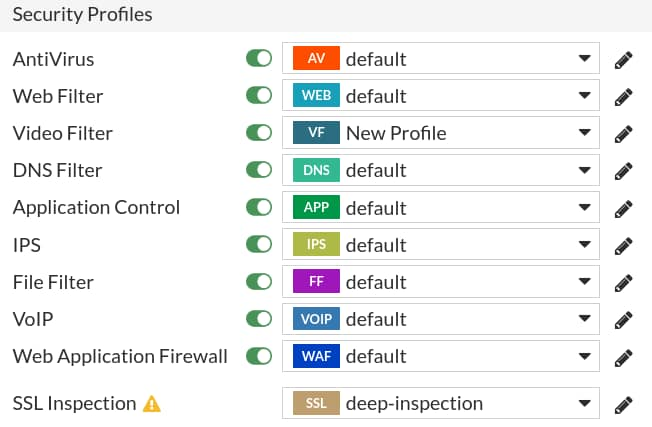 Security Profiles
AntiVirus AV default
Web Filter WEB default
Video Filter VF New Profile
DNS Filter DNS default
Application Control APP default
IPS IPS default
File Filter FF default
VoIP VOIP default
Web Application Firewall WAF default
SSL Inspection SSL deep-inspection